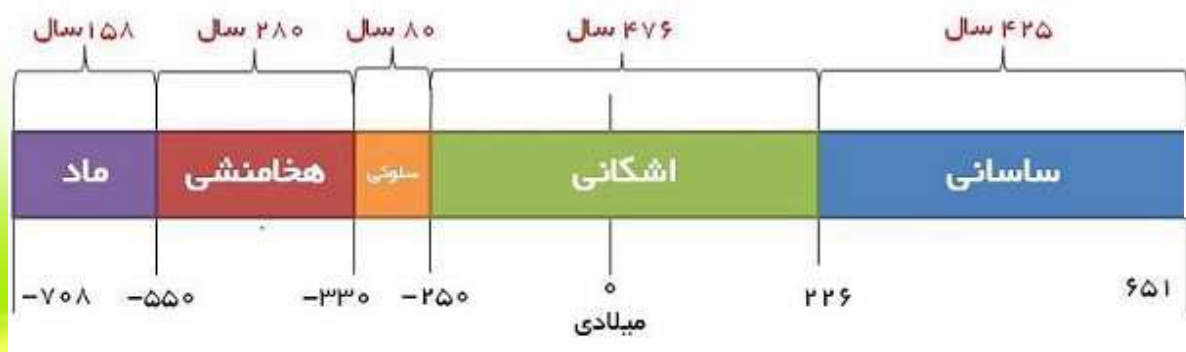 ۴۲۵ سال ۴۷۶ سال ۸۰ سال ۲۸۰ سال ۱۵۸ سال
ساسانی اشکانی سلوکی هخامنشی ماد
۶۵۱ ۲۲۶ ۰ -۲۵۰ -۳۳۰ -۵۵۰ -۷۰۸
میلادی